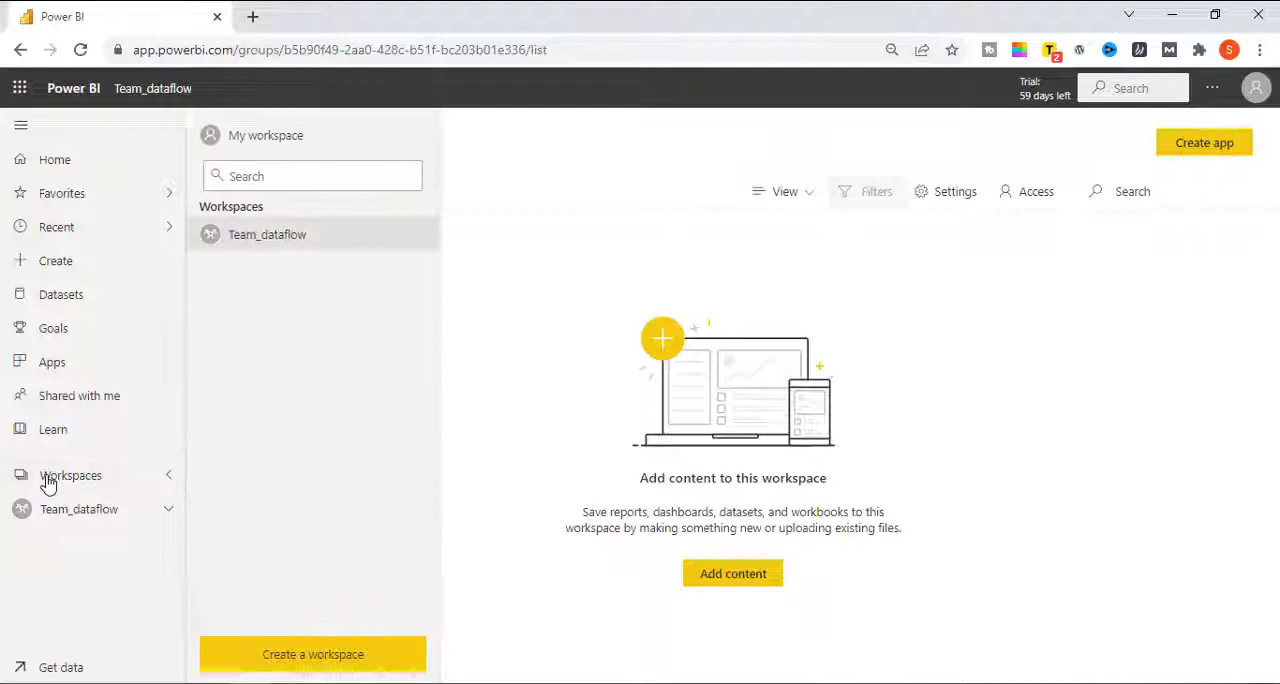 Power BI
app.powerbi.com/groups/b5b90f49-2aa0-428c-b51f-bc203b01e336/list
T
2
M
S
Power BI
Team_dataflow
Trial:
59 days left
Search
My workspace
Search
Workspaces
Team_dataflow
Home
Favorites
Recent
Create
Datasets
Goals
Apps
Shared with me
Learn
Workspaces
Team_dataflow
Get data
Create a workspace
Create app
View
Filters
Settings
Access
Search
Add content to this workspace
Save reports, dashboards, datasets, and workbooks to this
workspace by making something new or uploading existing files.
Add content